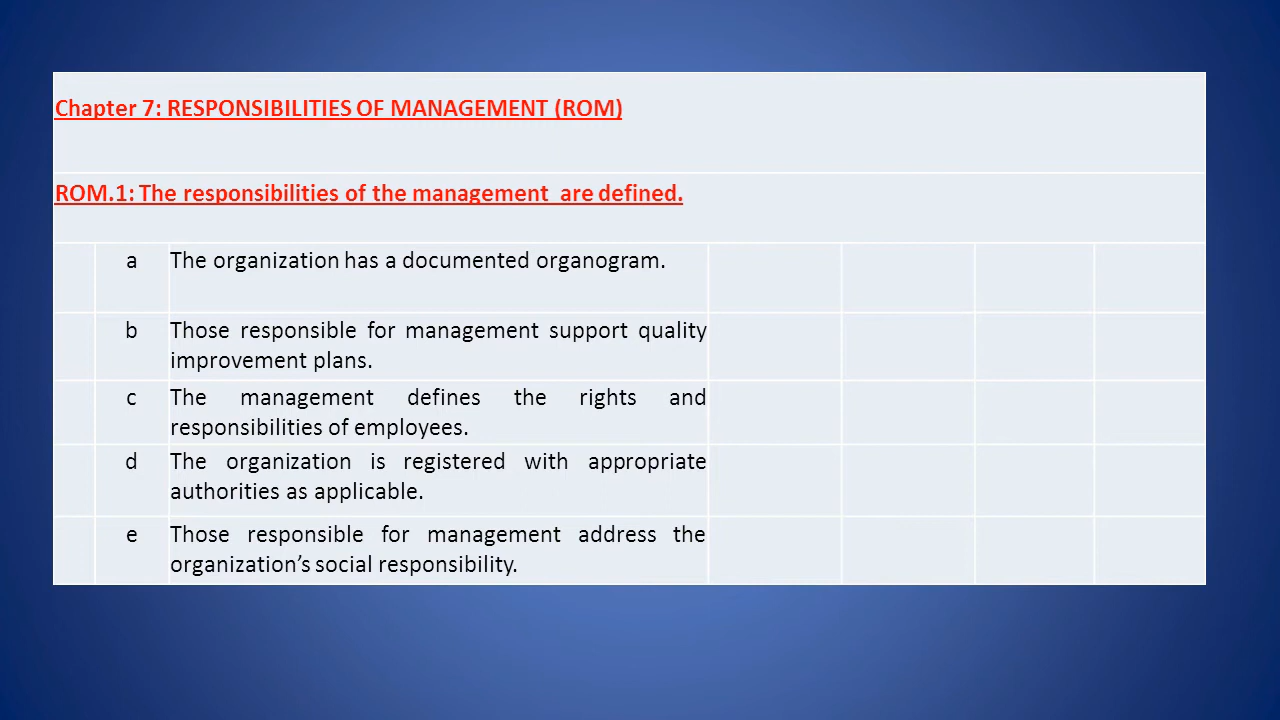 Chapter 7: RESPONSIBILITIES OF MANAGEMENT (ROM)
ROM.1: The responsibilities of the management  are defined.
a The organization has a documented organogram.
b Those responsible for management support quality
improvement plans.
c The management defines the rights and
responsibilities of employees.
d The organization is registered with appropriate
authorities as applicable.
e Those responsible for management address the
organization’s social responsibility.